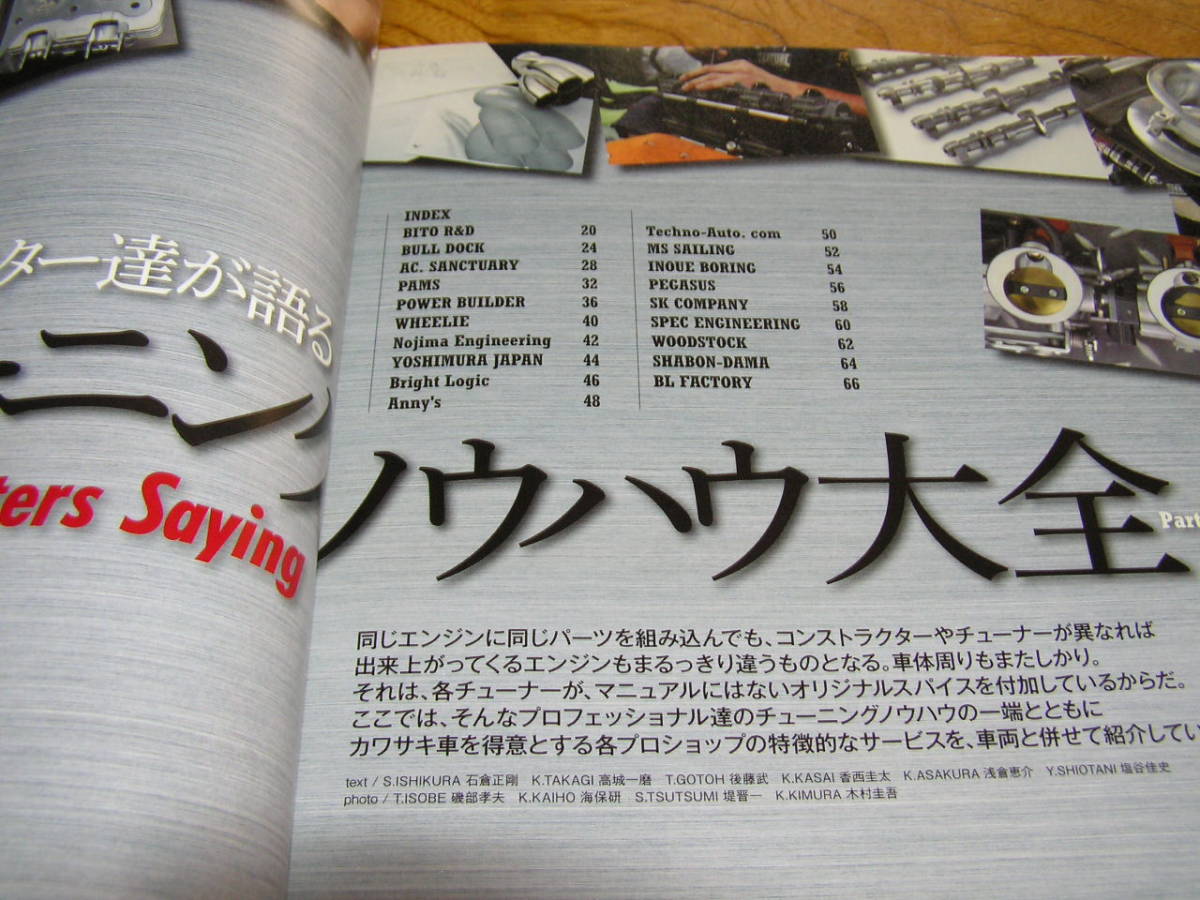 ター達が語る
ニング
ノウハウ大全
ters Saying
Part
INDEX
BITO R&D 20
BULL DOCK 24
AC. SANCTUARY 28
PAMS 32
POWER BUILDER 36
WHEELIE 40
Nojima Engineering 42
YOSHIMURA JAPAN 44
Bright Logic 46
Anny's 48
Techno-Auto. com 50
MS SAILING 52
INOUE BORING 54
PEGASUS 56
SK COMPANY 58
SPEC ENGINEERING 60
WOODSTOCK 62
SHABON-DAMA 64
BL FACTORY 66
同じエンジンに同じパーツを組み込んでも、コンストラクターやチューナーが異なれば
出来上がってくるエンジンもまるっきり違うものとなる。車体周りもまたしかり。
それは、各チューナーが、マニュアルにはないオリジナルスパイスを付加しているからだ。
ここでは、そんなプロフェッショナル達のチューニングノウハウの一端とともに
カワサキ車を得意とする各プロショップの特徴的なサービスを、車両と併せて紹介してい
text / S.ISHIKURA 石倉正剛 K.TAKAGI 高城一磨 T.GOTOH 後藤武 K.KASAI 香西圭太 K.ASAKURA 浅倉恵介 Y.SHIOTANI 塩谷佳史
photo / T.ISOBE 磯部孝夫 K.KAIHO 海保研 S.TSUTSUMI 堤晋一 K.KIMURA 木村圭吾